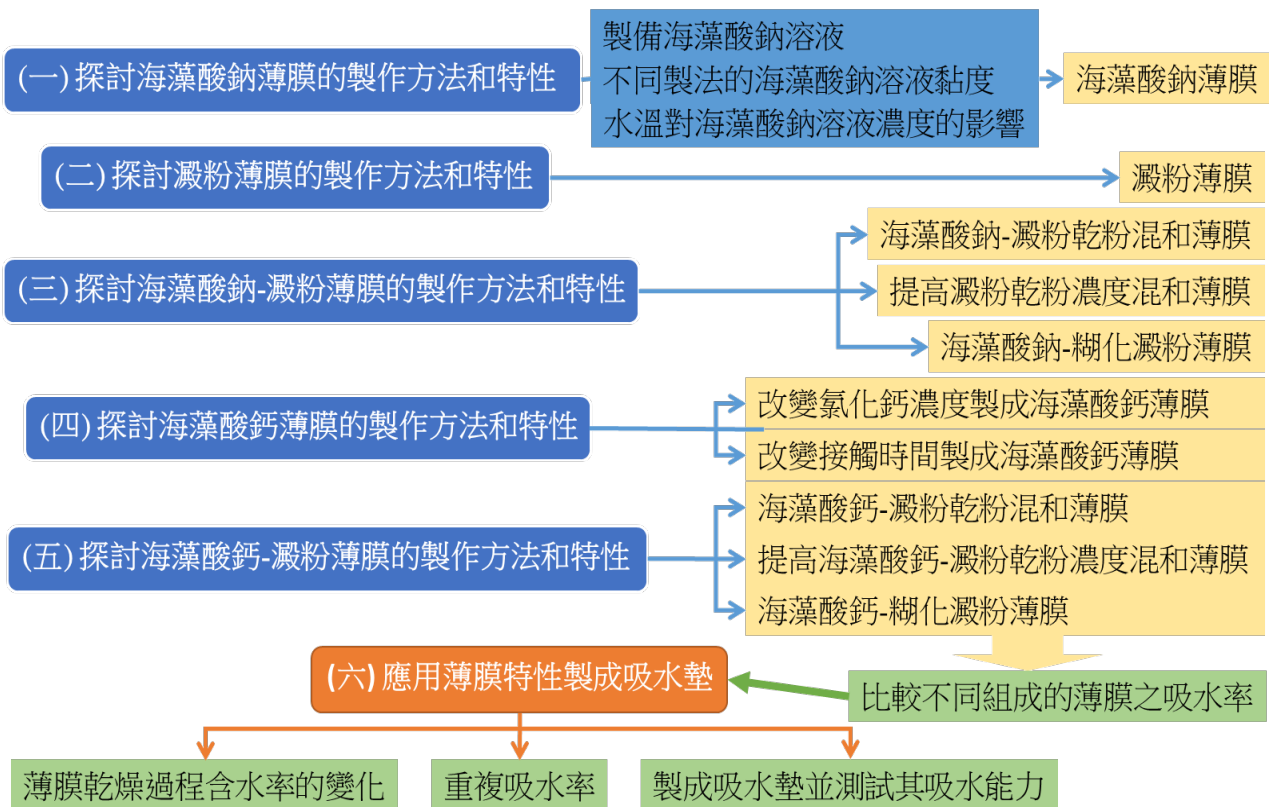 (一) 探討海藻酸鈉薄膜的製作方法和特性
製備海藻酸鈉溶液
不同製法的海藻酸鈉溶液黏度
水溫對海藻酸鈉溶液濃度的影響
海藻酸鈉薄膜
(二) 探討澱粉薄膜的製作方法和特性
澱粉薄膜
(三) 探討海藻酸鈉-澱粉薄膜的製作方法和特性
海藻酸鈉-澱粉乾粉混和薄膜
提高澱粉乾粉濃度混和薄膜
海藻酸鈉-糊化澱粉薄膜
(四) 探討海藻酸鈣薄膜的製作方法和特性
改變氯化鈣濃度製成海藻酸鈣薄膜
改變接觸時間製成海藻酸鈣薄膜
(五) 探討海藻酸鈣-澱粉薄膜的製作方法和特性
海藻酸鈣-澱粉乾粉混和薄膜
提高海藻酸鈣-澱粉乾粉濃度混和薄膜
海藻酸鈣-糊化澱粉薄膜
(六) 應用薄膜特性製成吸水墊
比較不同組成的薄膜之吸水率
薄膜乾燥過程含水率的變化
重複吸水率
製成吸水墊並測試其吸水能力